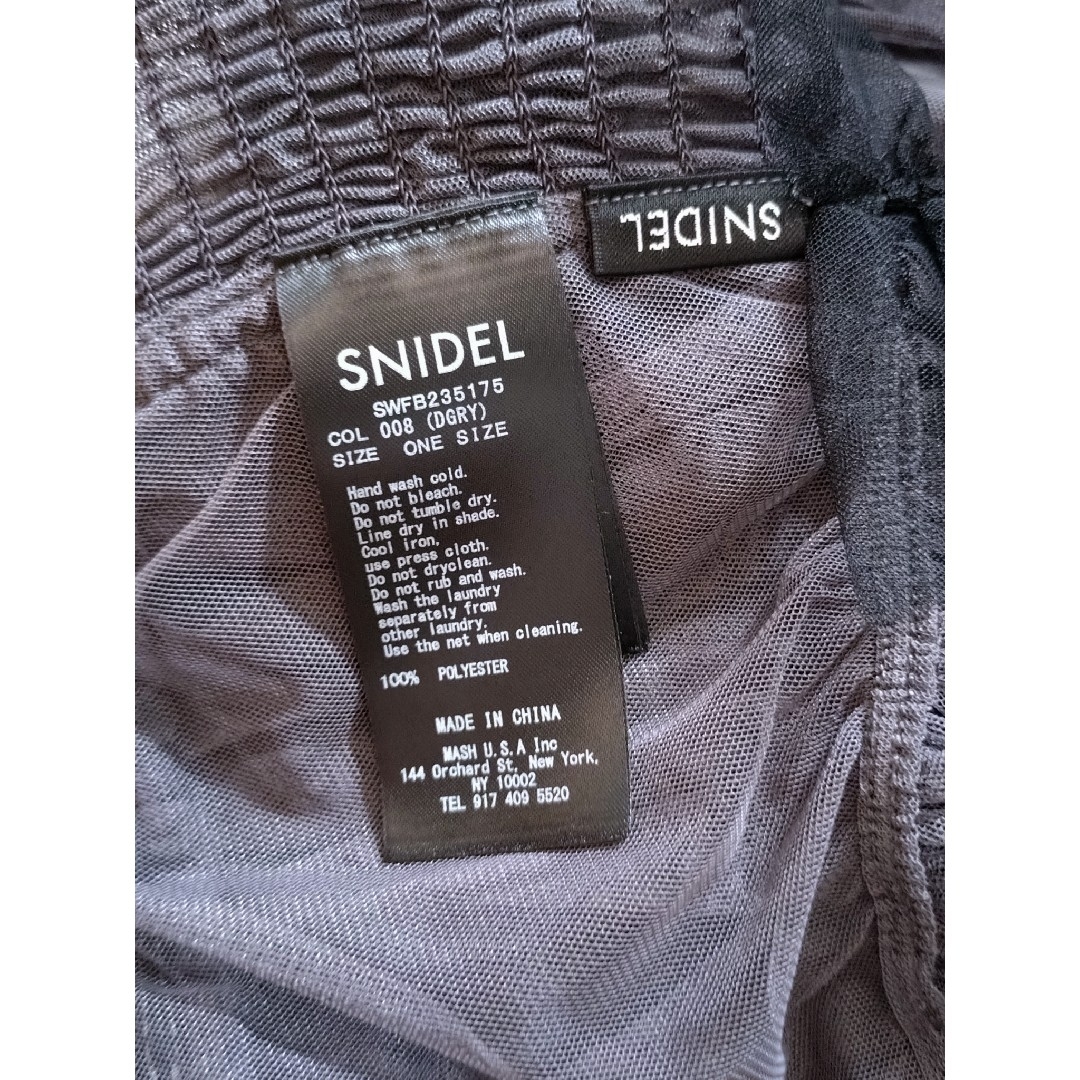 SNIDEL
SNIDEL
SWFB235175
COL 008 (DGRY)
SIZE ONE SIZE
Hand wash cold.
Do not bleach.
Do not tumble dry.
Line dry in shade.
Cool iron,
use press cloth.
Do not dryclean.
Do not rub and wash.
Wash the laundry
separately from
other laundry.
Use the net when cleaning.
100% POLYESTER
MADE IN CHINA
MASH U.S.A Inc
144 Orchard St, New York,
NY 10002
TEL 917 409 5520